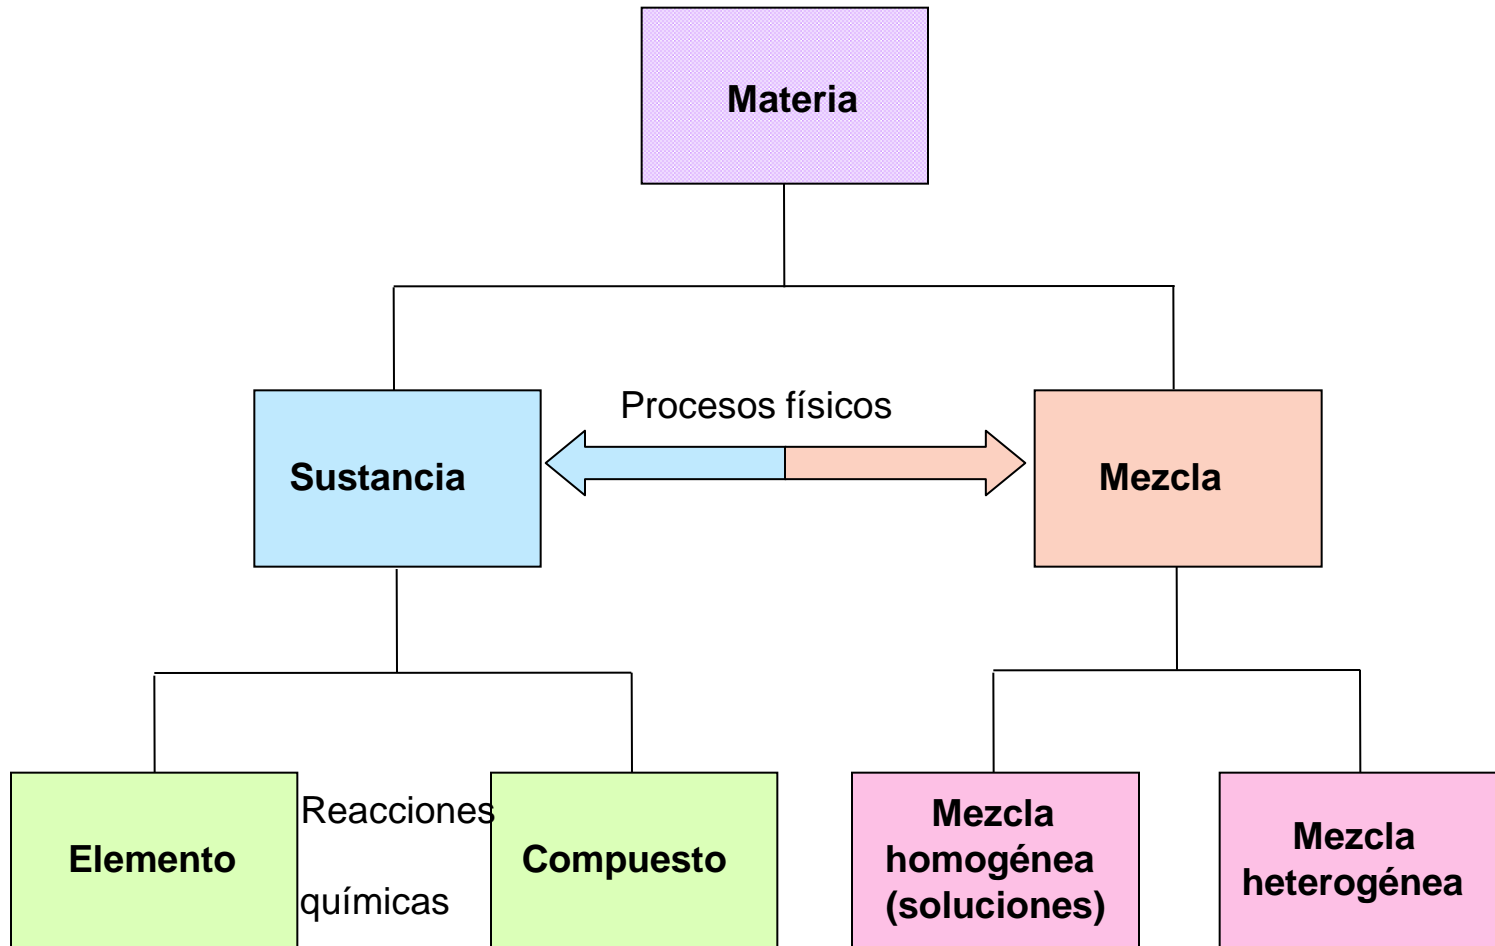 Materia
Procesos físicos
Sustancia
Mezcla
Elemento
Reacciones
químicas
Compuesto
Mezcla
homogénea
(soluciones)
Mezcla
heterogénea